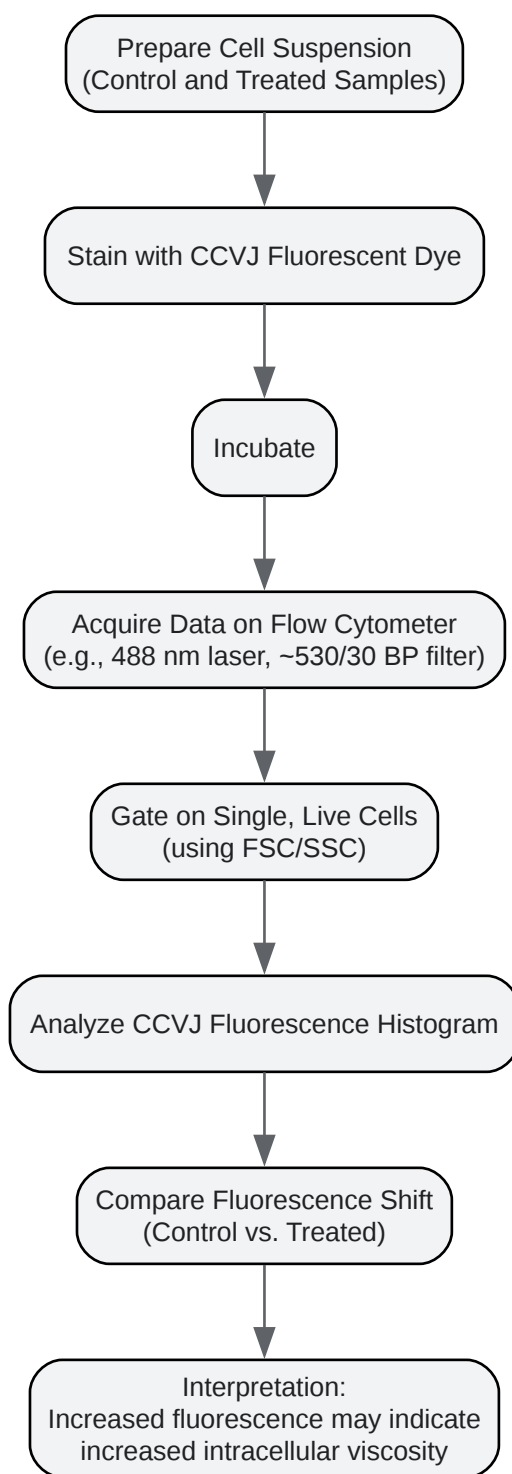 Prepare Cell Suspension
(Control and Treated Samples)
Stain with CCVJ Fluorescent Dye
Incubate
Acquire Data on Flow Cytometer
(e.g., 488 nm laser, ~530/30 BP filter)
Gate on Single, Live Cells
(using FSC/SSC)
Analyze CCVJ Fluorescence Histogram
Compare Fluorescence Shift
(Control vs. Treated)
Interpretation:
Increased fluorescence may indicate
increased intracellular viscosity